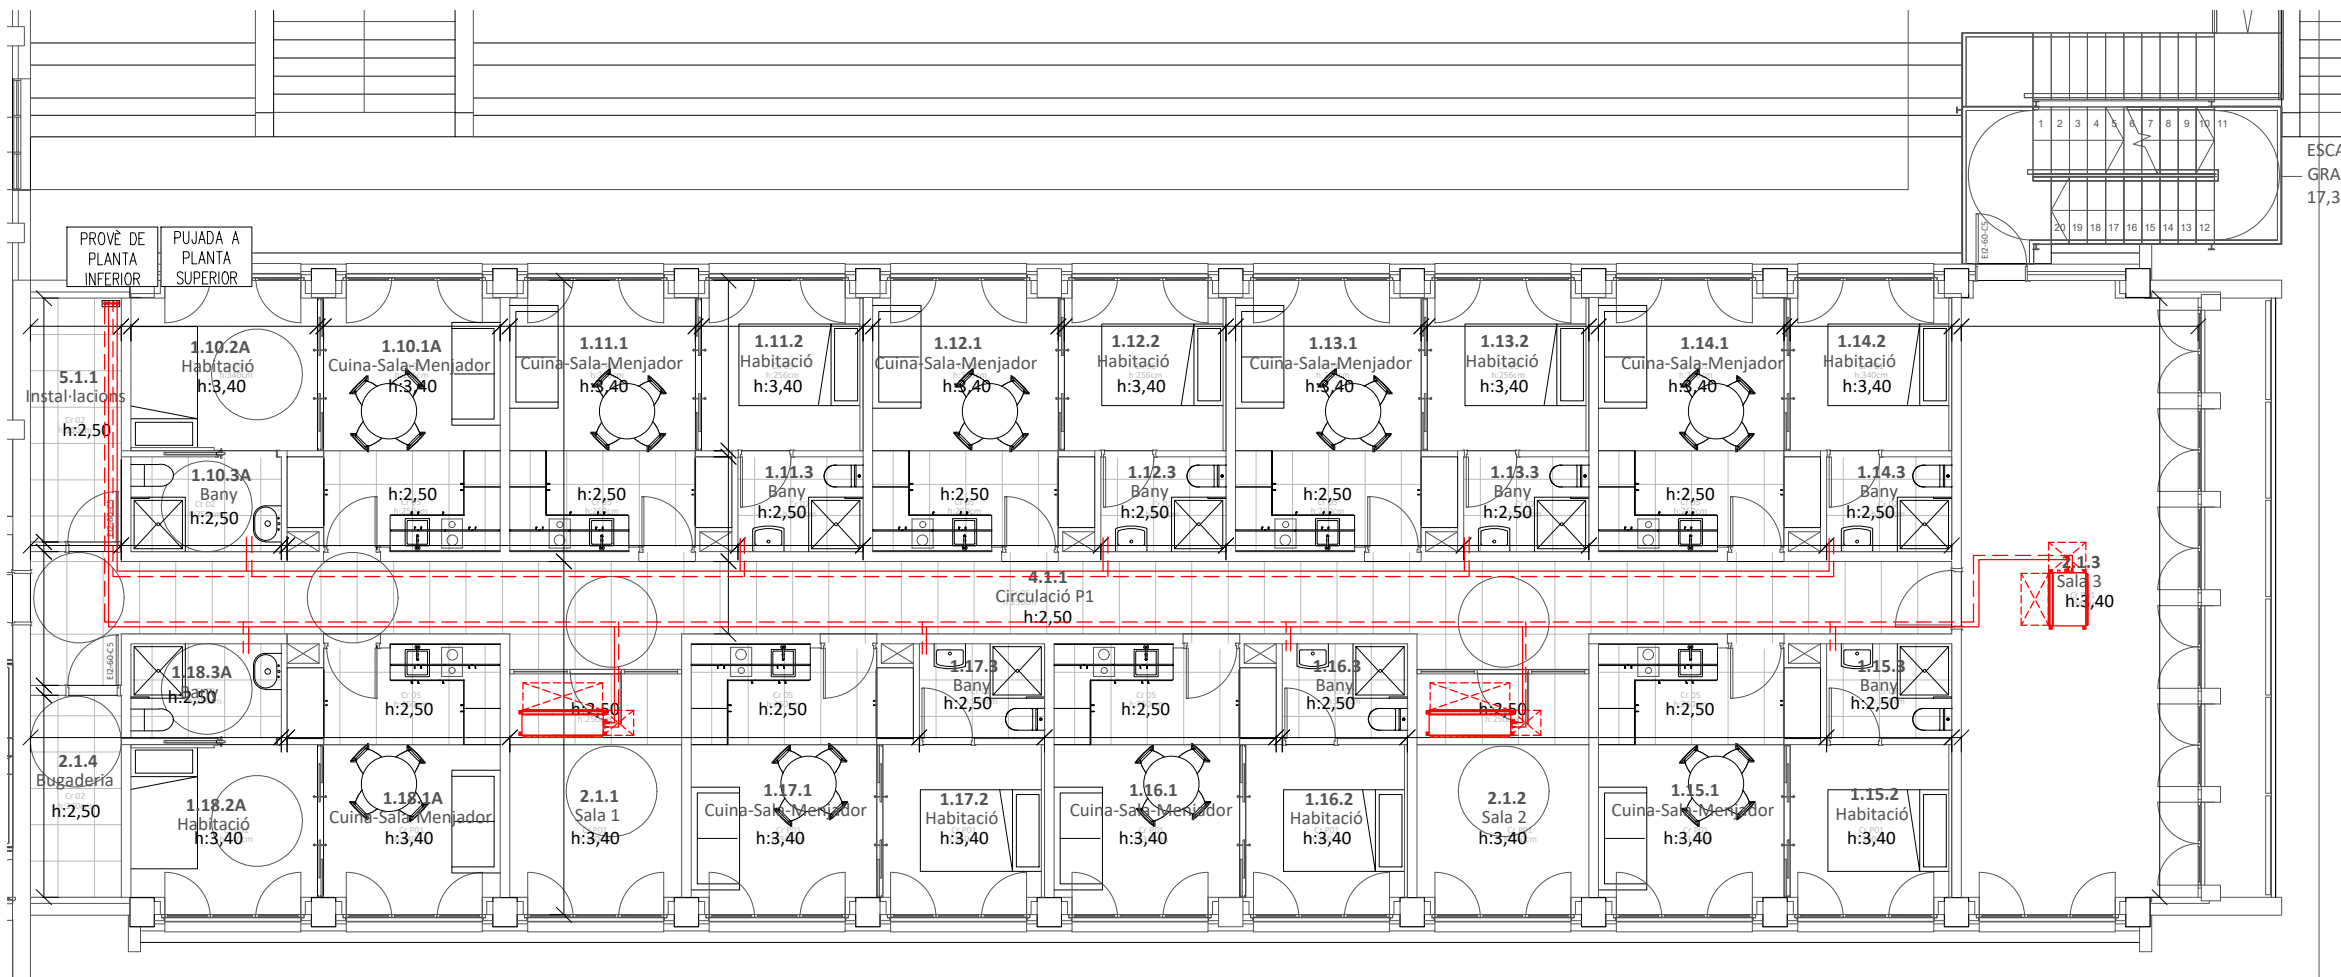 1 2 3 4 5 6 7 8 9 10 11
ESCA
GRA
17,3
20 19 18 17 16 15 14 13 12
EI2-60-C5
PROVÈ DE
PLANTA
INFERIOR
PUJADA A
PLANTA
SUPERIOR
5.1.1
Instal·lacions
h:2,50
1.10.2A
Habitació
h:3,40
1.10.1A
Cuina-Sala-Menjador
h:3,40
1.11.1
Cuina-Sala-Menjador
h:3,40
1.11.2
Habitació
h:3,40
1.12.1
Cuina-Sala-Menjador
h:3,40
1.12.2
Habitació
h:3,40
1.13.1
Cuina-Sala-Menjador
h:3,40
1.13.2
Habitació
h:3,40
1.14.1
Cuina-Sala-Menjador
h:3,40
1.14.2
Habitació
h:3,40
1.10.3A
Bany
h:2,50
h:2,50
h:2,50
1.11.3
Bany
h:2,50
h:2,50
1.12.3
Bany
h:2,50
h:2,50
1.13.3
Bany
h:2,50
h:2,50
1.14.3
Bany
h:2,50
4.1.1
Circulació P1
h:2,50
2.1.3
Sala 3
h:3,40
EI2-60-C5
1.18.3A
Bany
h:2,50
h:2,50
h:2,50
h:2,50
1.17.3
Bany
h:2,50
h:2,50
1.16.3
Bany
h:2,50
h:2,50
h:2,50
1.15.3
Bany
h:2,50
2.1.4
Bugaderia
h:2,50
1.18.2A
Habitació
h:3,40
1.18.1A
Cuina-Sala-Menjador
h:3,40
2.1.1
Sala 1
h:3,40
1.17.1
Cuina-Sala-Menjador
h:3,40
1.17.2
Habitació
h:3,40
1.16.1
Cuina-Sala-Menjador
h:3,40
1.16.2
Habitació
h:3,40
2.1.2
Sala 2
h:3,40
1.15.1
Cuina-Sala-Menjador
h:3,40
1.15.2
Habitació
h:3,40